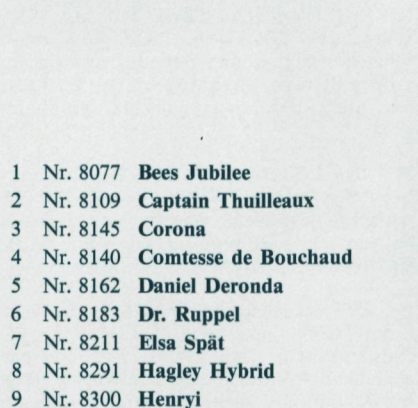 1 Nr. 8077 Bees Jubilee
2 Nr. 8109 Captain Thuilleaux
3 Nr. 8145 Corona
4 Nr. 8140 Comtesse de Bouchaud
5 Nr. 8162 Daniel Deronda
6 Nr. 8183 Dr. Ruppel
7 Nr. 8211 Elsa Spät
8 Nr. 8291 Hagley Hybrid
9 Nr. 8300 Henryi